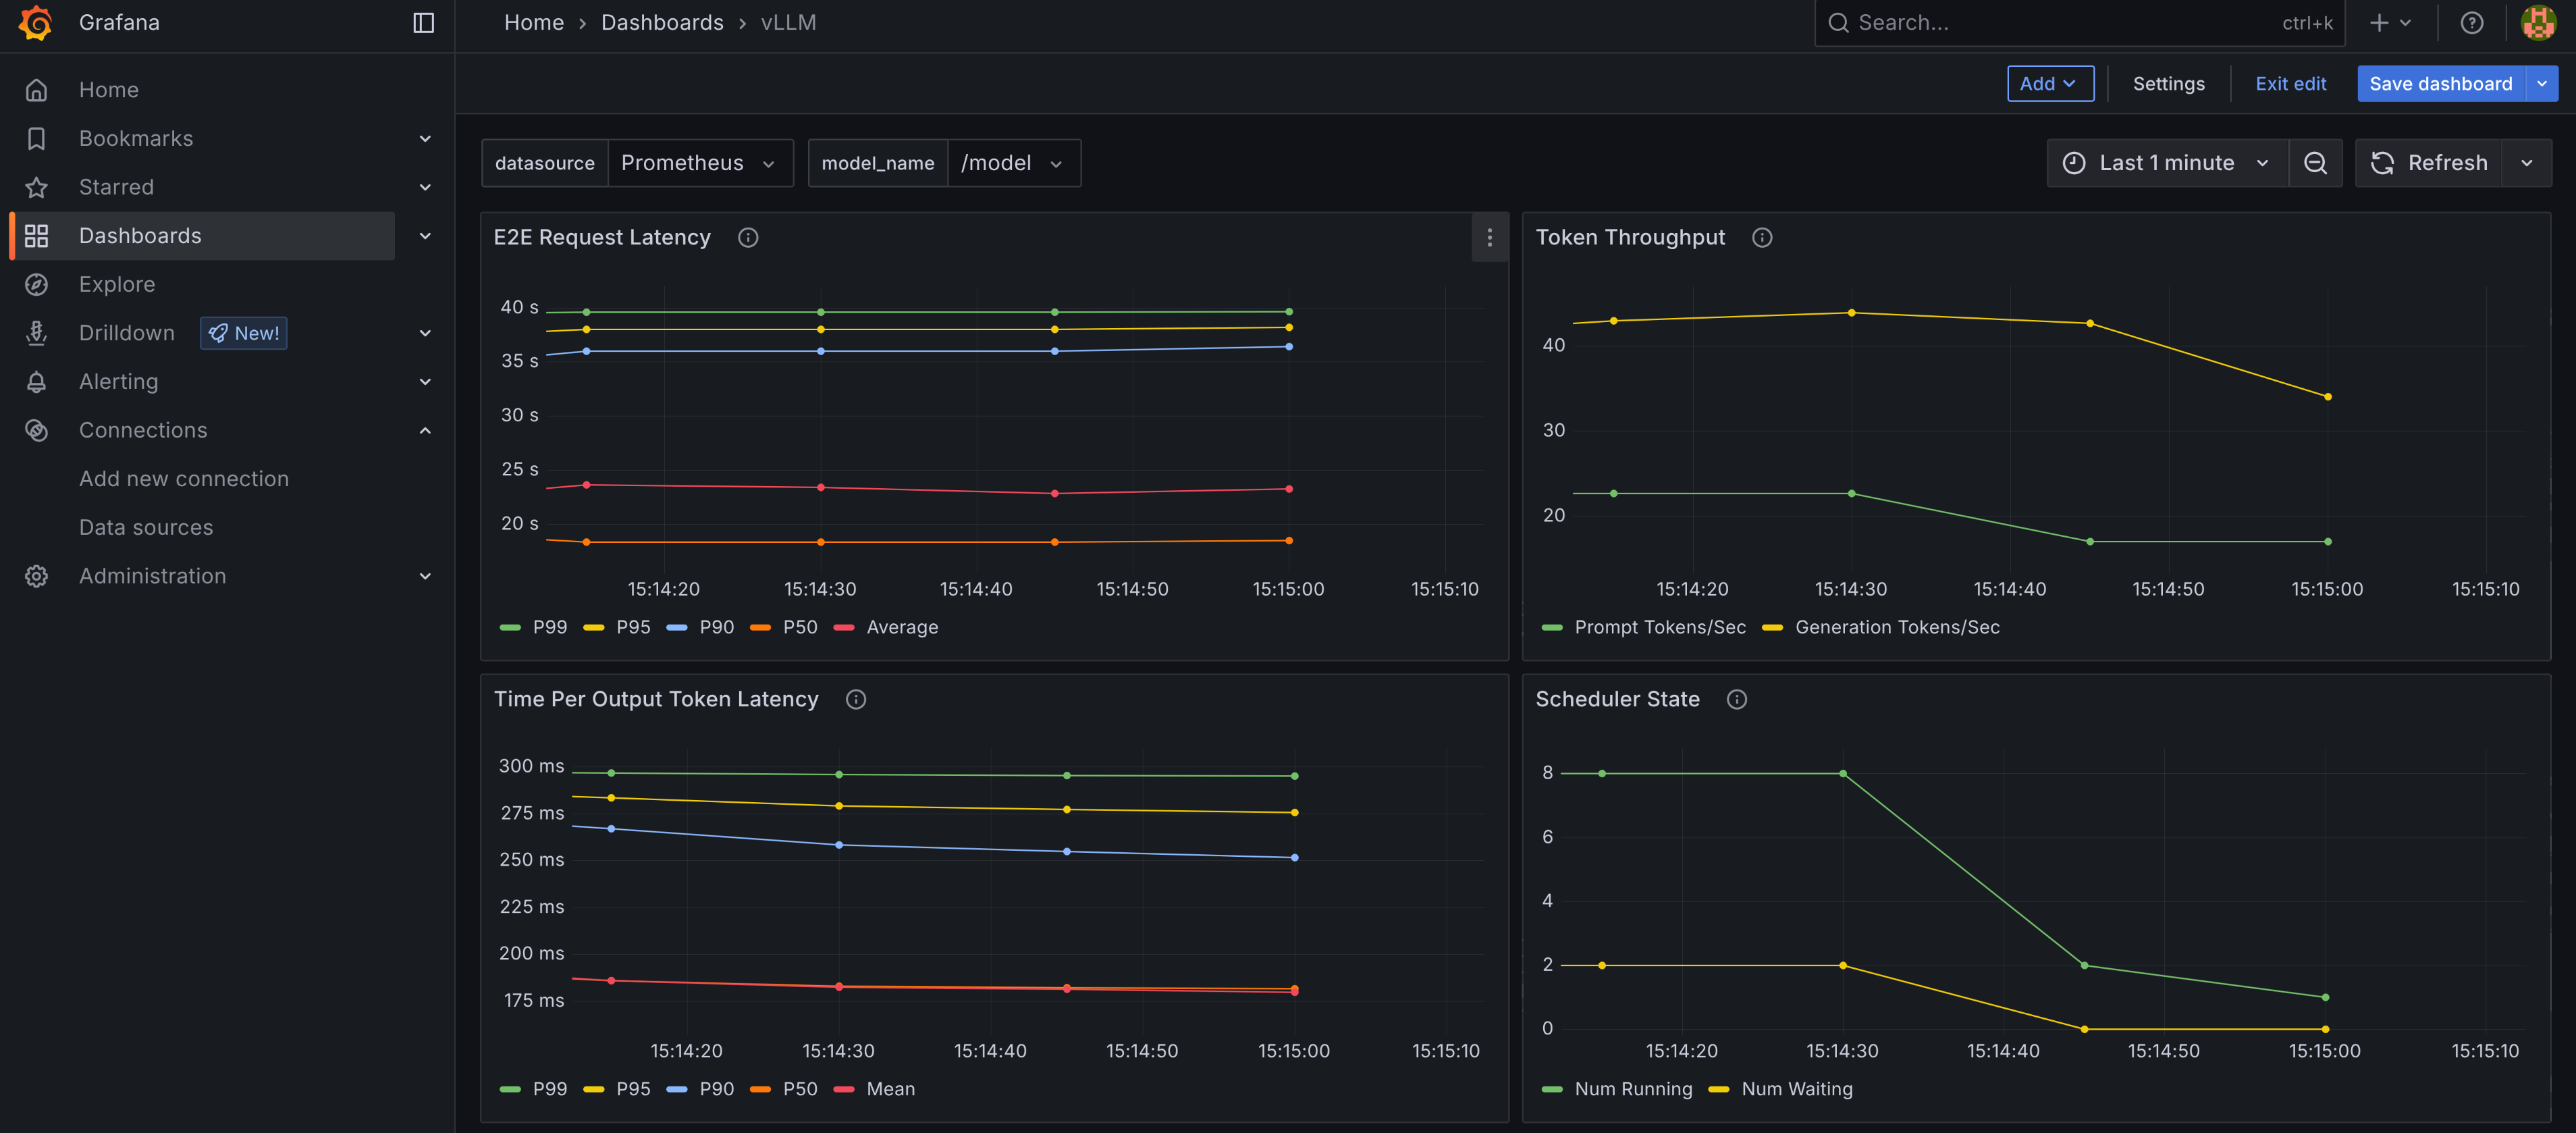 Grafana
Home › Dashboards › vLLM
Search...
ctrl+k
Add
Settings
Exit edit
Save dashboard
Home
Bookmarks
Starred
Dashboards
Explore
Drilldown
New!
Alerting
Connections
Add new connection
Data sources
Administration
datasource
Prometheus
model_name
/model
Last 1 minute
Refresh
E2E Request Latency
40 s
35 s
30 s
25 s
20 s
15:14:20 15:14:30 15:14:40 15:14:50 15:15:00 15:15:10
P99 P95 P90 P50 Average
Token Throughput
40
30
20
15:14:20 15:14:30 15:14:40 15:14:50 15:15:00 15:15:10
Prompt Tokens/Sec Generation Tokens/Sec
Time Per Output Token Latency
300 ms
275 ms
250 ms
225 ms
200 ms
175 ms
15:14:20 15:14:30 15:14:40 15:14:50 15:15:00 15:15:10
P99 P95 P90 P50 Mean
Scheduler State
8
6
4
2
0
15:14:20 15:14:30 15:14:40 15:14:50 15:15:00 15:15:10
Num Running Num Waiting